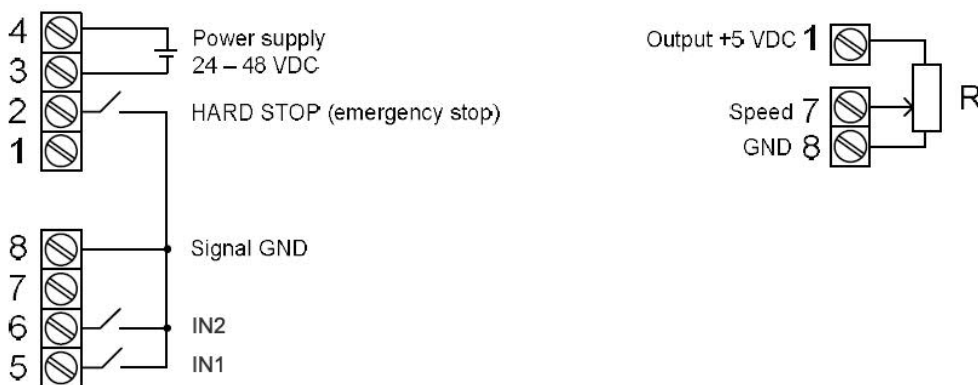 4
Power supply
3
24 – 48 VDC
2
HARD STOP (emergency stop)
1
8
Signal GND
7
6
IN2
5
IN1
Output +5 VDC 1
Speed 7
GND 8
R